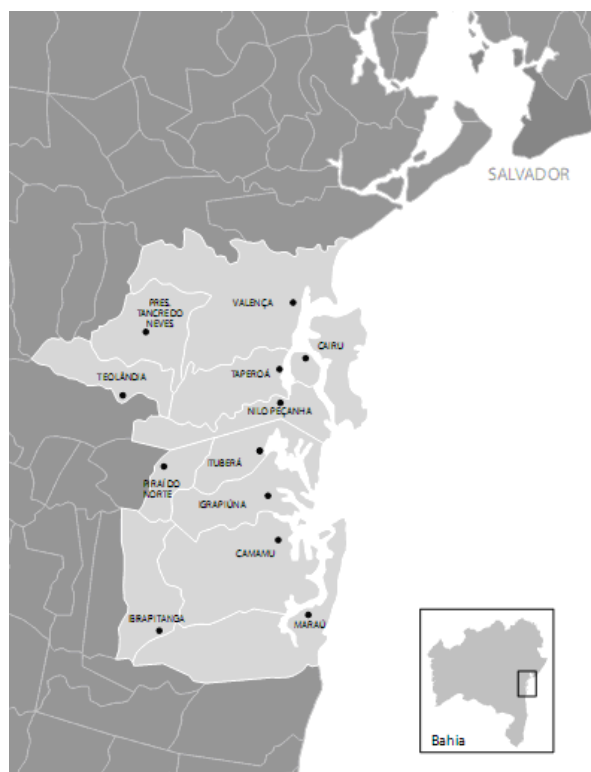 SALVADOR
PRES.
TANCREDO
NEVES
VALENÇA
CAIRU
TEOLÂNDIA
TAPEROÁ
NILO PEÇANHA
ITUBERÁ
PIRAÍ DO
NORTE
IGRAPIÚNA
CAMAMU
IBIRAPITANGA
MARAÚ
Bahia